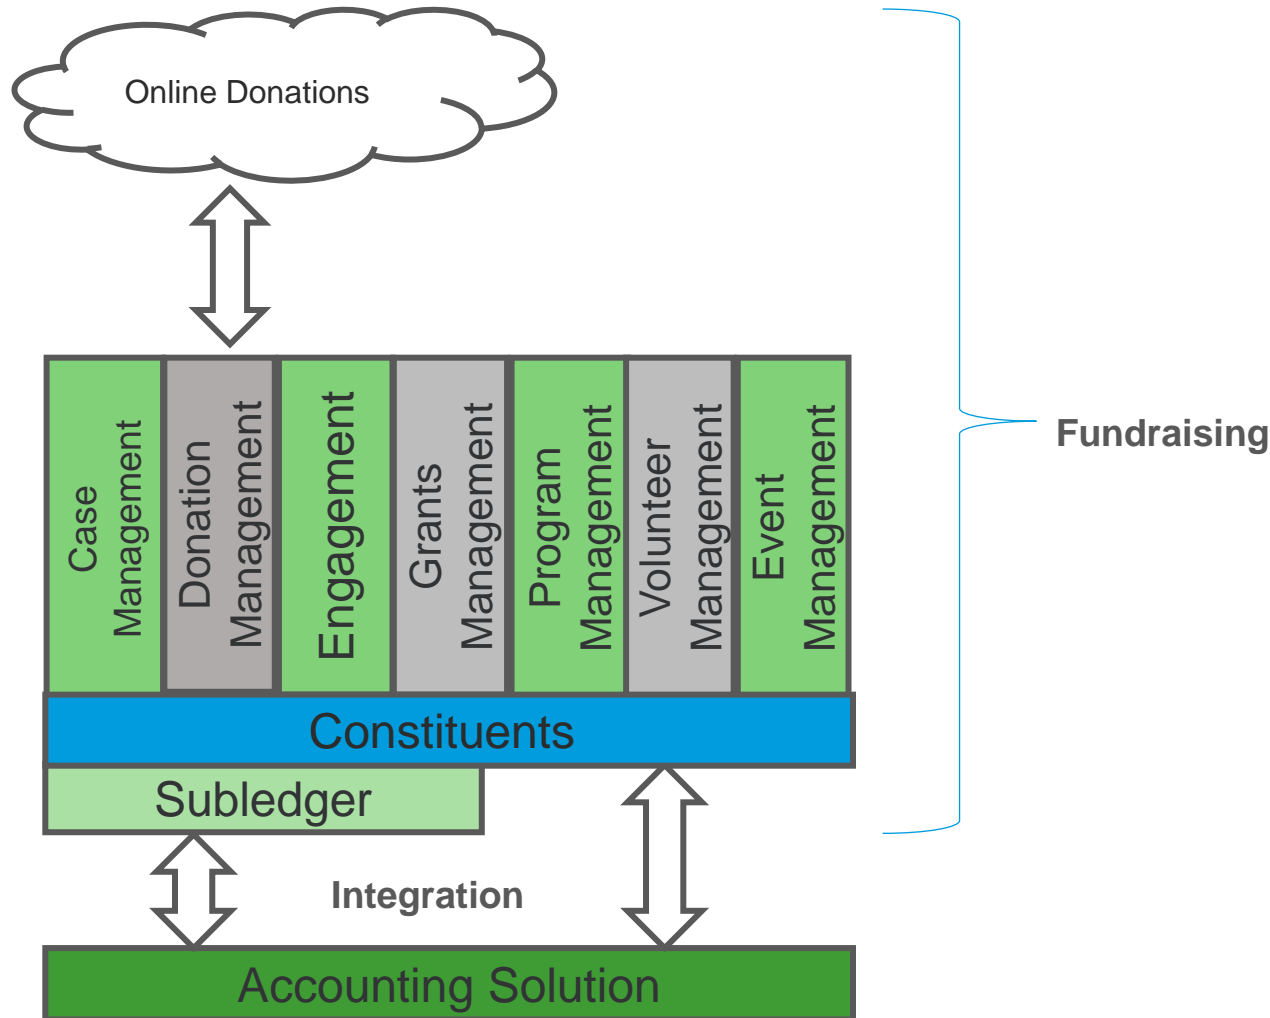 Online Donations
Case
Management
Donation
Management
Engagement
Grants
Management
Program
Management
Volunteer
Management
Event
Management
Fundraising
Constituents
Subledger
Integration
Accounting Solution